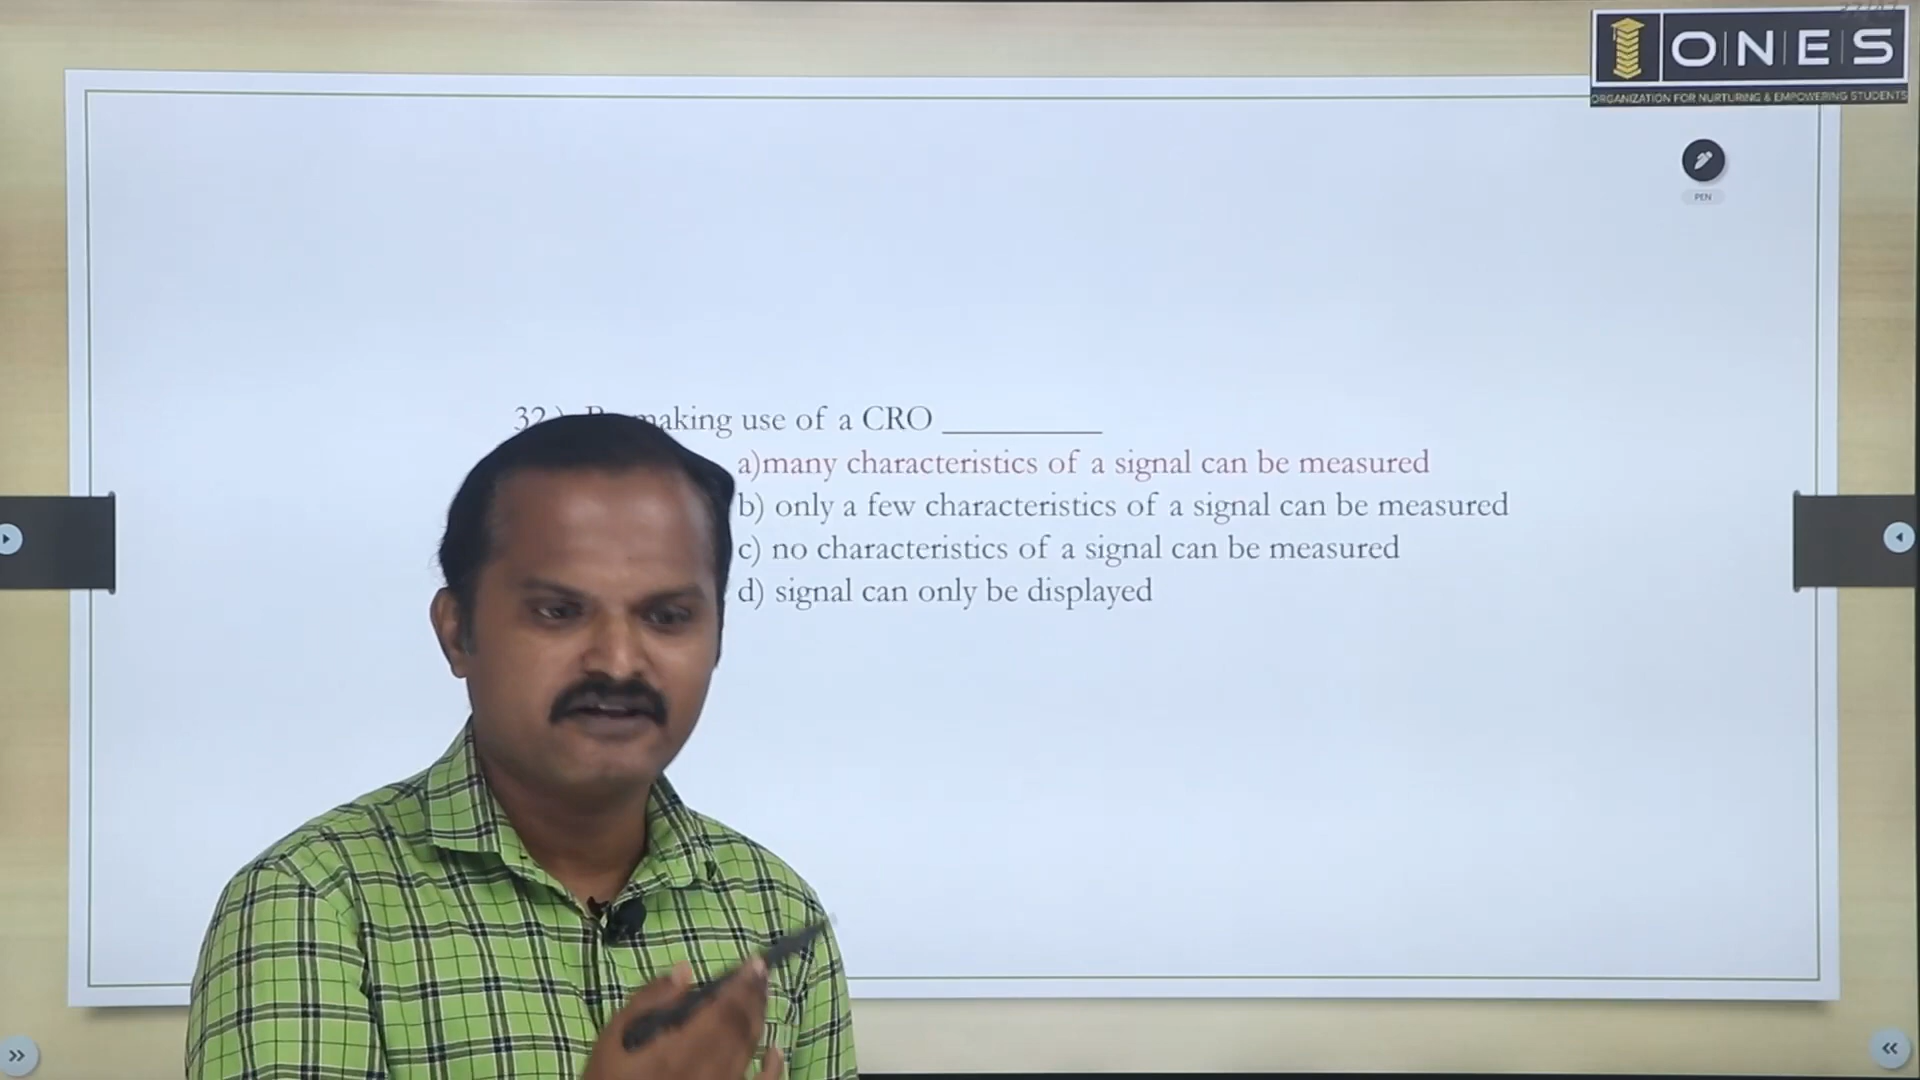 ONES
ORGANIZATION FOR NURTURING & EMPOWERING STUDENTS
PEN
making use of a CRO __________
a)many characteristics of a signal can be measured
b) only a few characteristics of a signal can be measured
c) no characteristics of a signal can be measured
d) signal can only be displayed